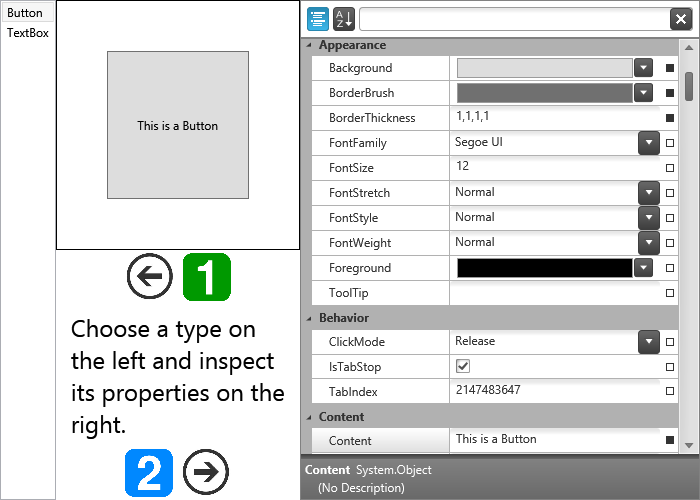 Button
TextBox
This is a Button
1
Choose a type on
the left and inspect
its properties on the
right.
2
A
Z
Appearance
Background
BorderBrush
BorderThickness 1,1,1,1
FontFamily Segoe UI
FontSize 12
FontStretch Normal
FontStyle Normal
FontWeight Normal
Foreground
ToolTip
Behavior
ClickMode Release
IsTabStop
TabIndex 2147483647
Content
Content This is a Button
Content System.Object
(No Description)